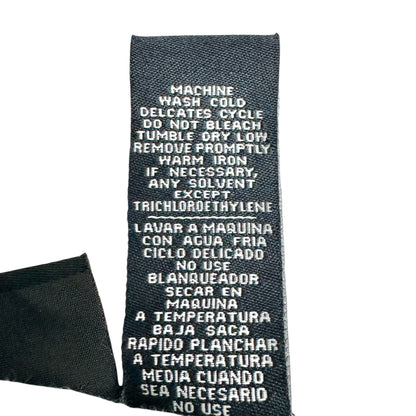 MACHINE
WASH COLD
DELCATES CYCLE
DO NOT BLEACH
TUMBLE DRY LOW
REMOVE PROMPTLY
WARM IRON
IF NECESSARY,
ANY SOLVENT
EXCEPT
TRICHLOROETHYLENE
LAVAR A MAQUINA
CON AGUA FRIA
CICLO DELICADO
NO USE
BLANQUEADOR
SECAR EN
MAQUINA
A TEMPERATURA
BAJA SACA
RAPIDO PLANCHAR
A TEMPERATURA
MEDIA CUANDO
SEA NECESARIO
NO USE